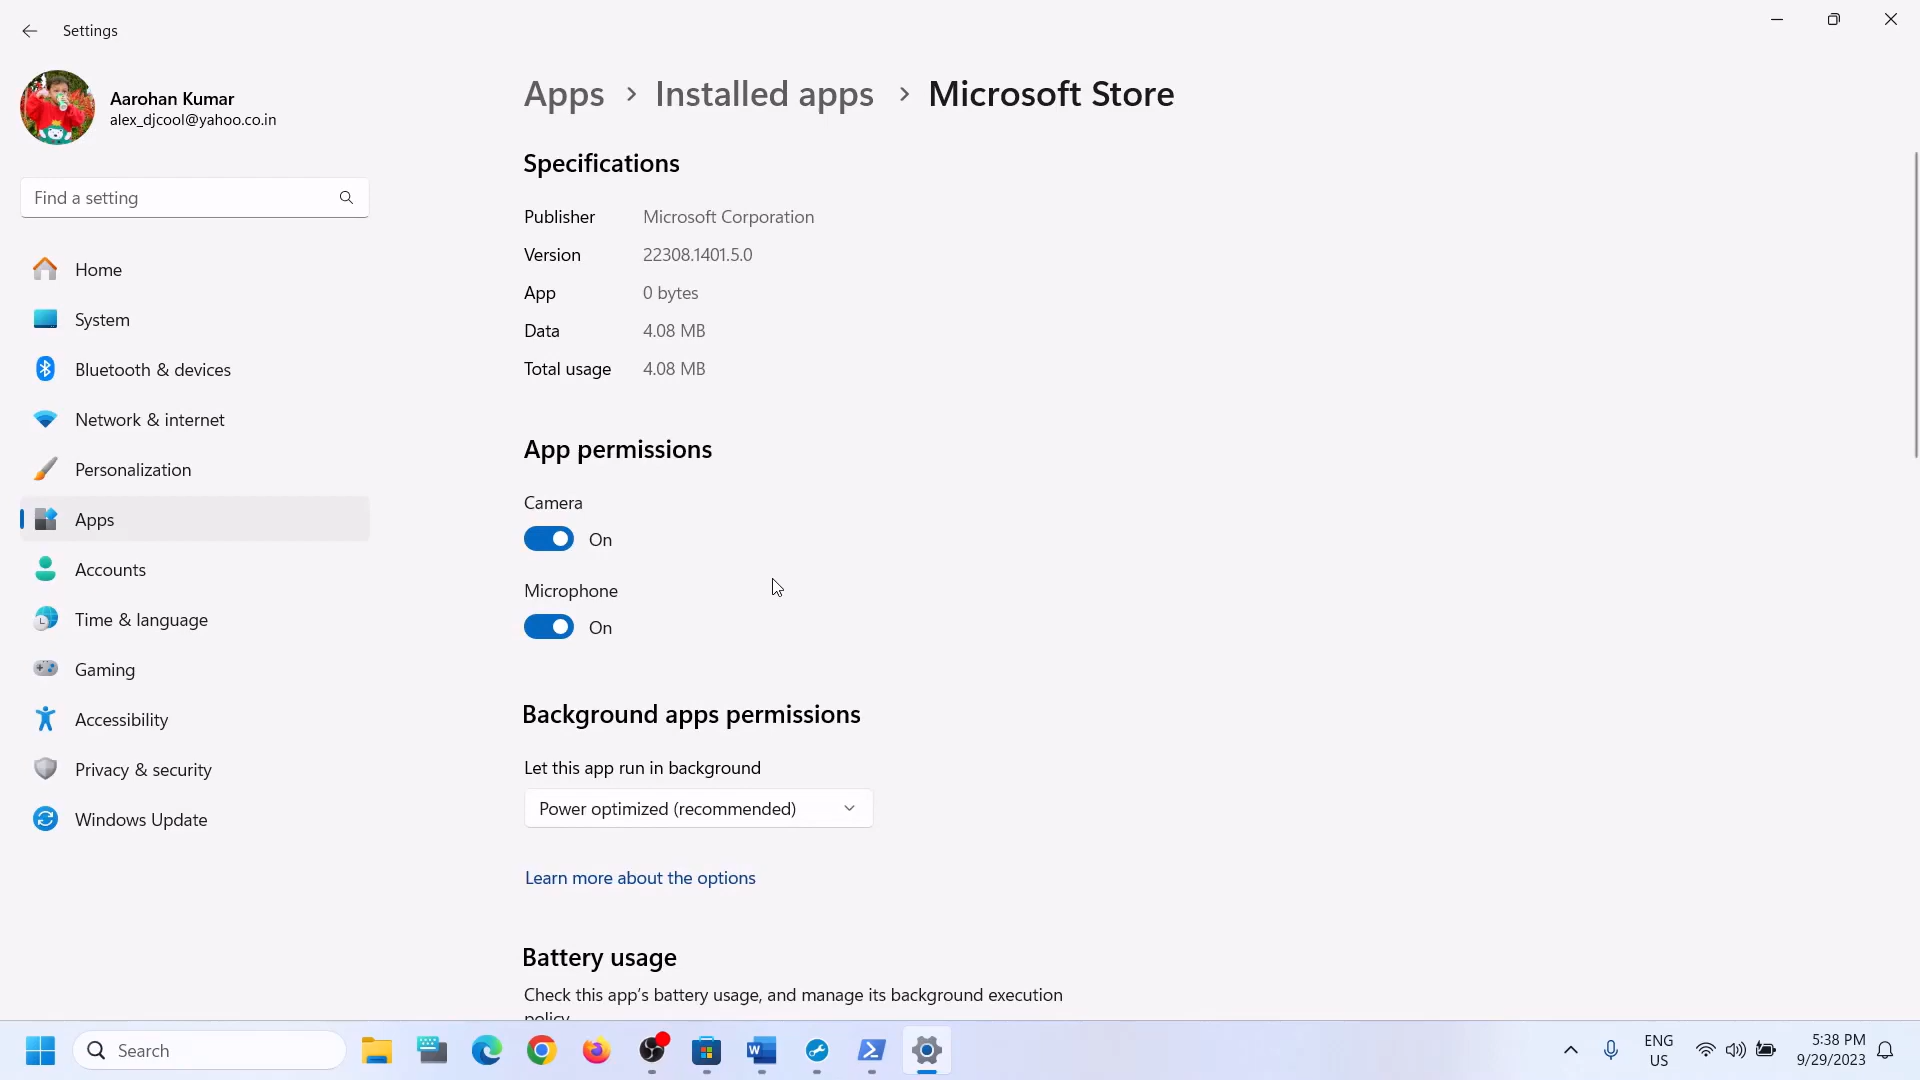 Settings
Aarohan Kumar
alex_djcool@yahoo.co.in
Find a setting
Home
System
Bluetooth & devices
Network & internet
Personalization
Apps
Accounts
Time & language
Gaming
Accessibility
Privacy & security
Windows Update
Apps > Installed apps > Microsoft Store
Specifications
Publisher Microsoft Corporation
Version 22308.1401.5.0
App 0 bytes
Data 4.08 MB
Total usage 4.08 MB
App permissions
Camera
On
Microphone
On
Background apps permissions
Let this app run in background
Power optimized (recommended)
Learn more about the options
Battery usage
Check this app's battery usage, and manage its background execution
policy
Search
ENG
US
5:38 PM
9/29/2023